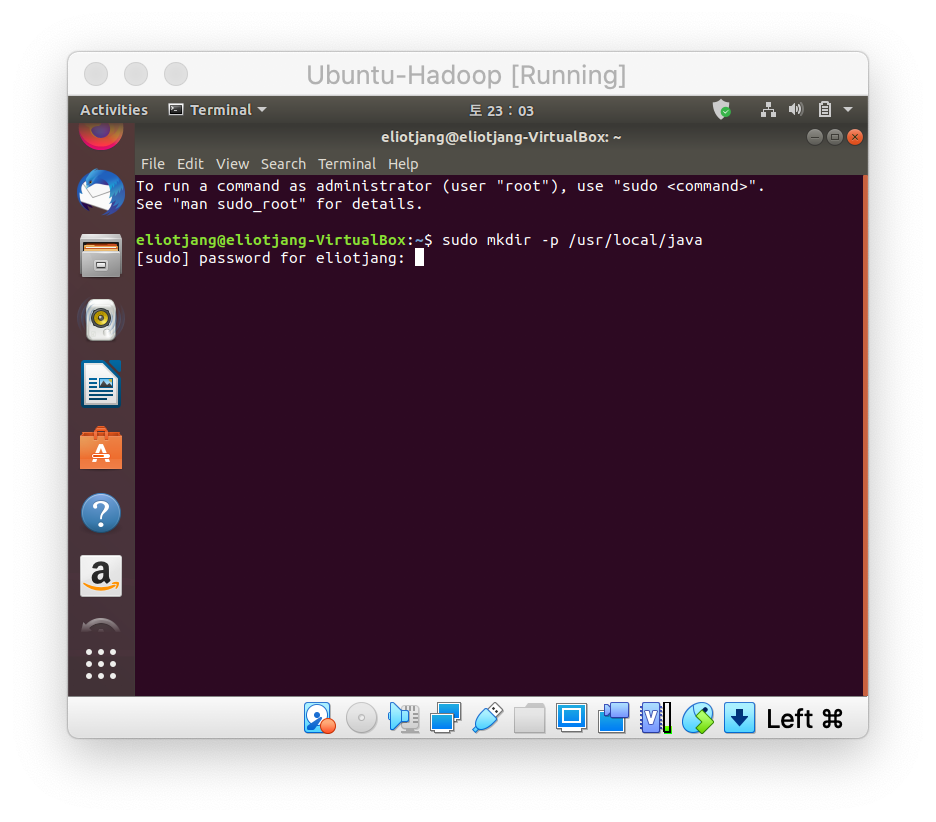 Ubuntu-Hadoop [Running]
Activities Terminal 토 23 : 03
eliotjang@eliotjang-VirtualBox: ~
File Edit View Search Terminal Help
To run a command as administrator (user "root"), use "sudo <command>".
See "man sudo_root" for details.
eliotjang@eliotjang-VirtualBox:~$ sudo mkdir -p /usr/local/java
[sudo] password for eliotjang:
Left ⌘